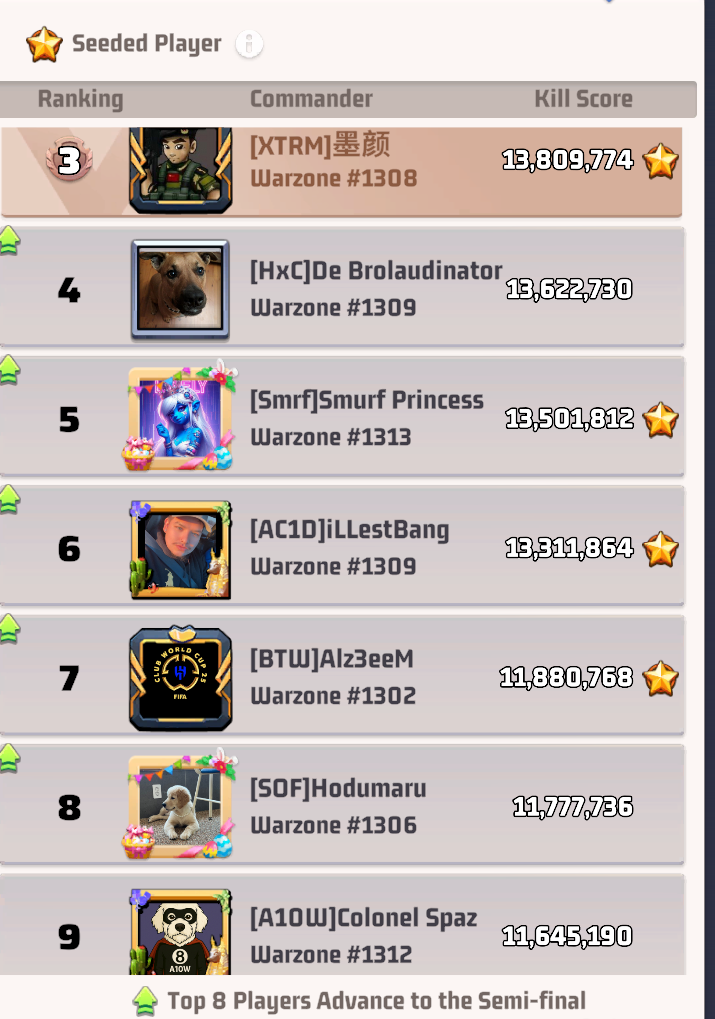 Seeded Player
Ranking Commander Kill Score
3
[XTRM]墨颜
Warzone #1308
13,809,774
4
[HxC]De Brolaudinator
Warzone #1309
13,622,730
5
[Smrf]Smurf Princess
Warzone #1313
13,501,812
6
[AC1D]iLLestBang
Warzone #1309
13,311,864
7
CLUB WORLD CUP 25
FIFA
[BTW]Alz3eeM
Warzone #1302
11,880,768
8
[SOF]Hodumaru
Warzone #1306
11,777,736
9
8
A10W
[A10W]Colonel Spaz
Warzone #1312
11,645,190
Top 8 Players Advance to the Semi-final